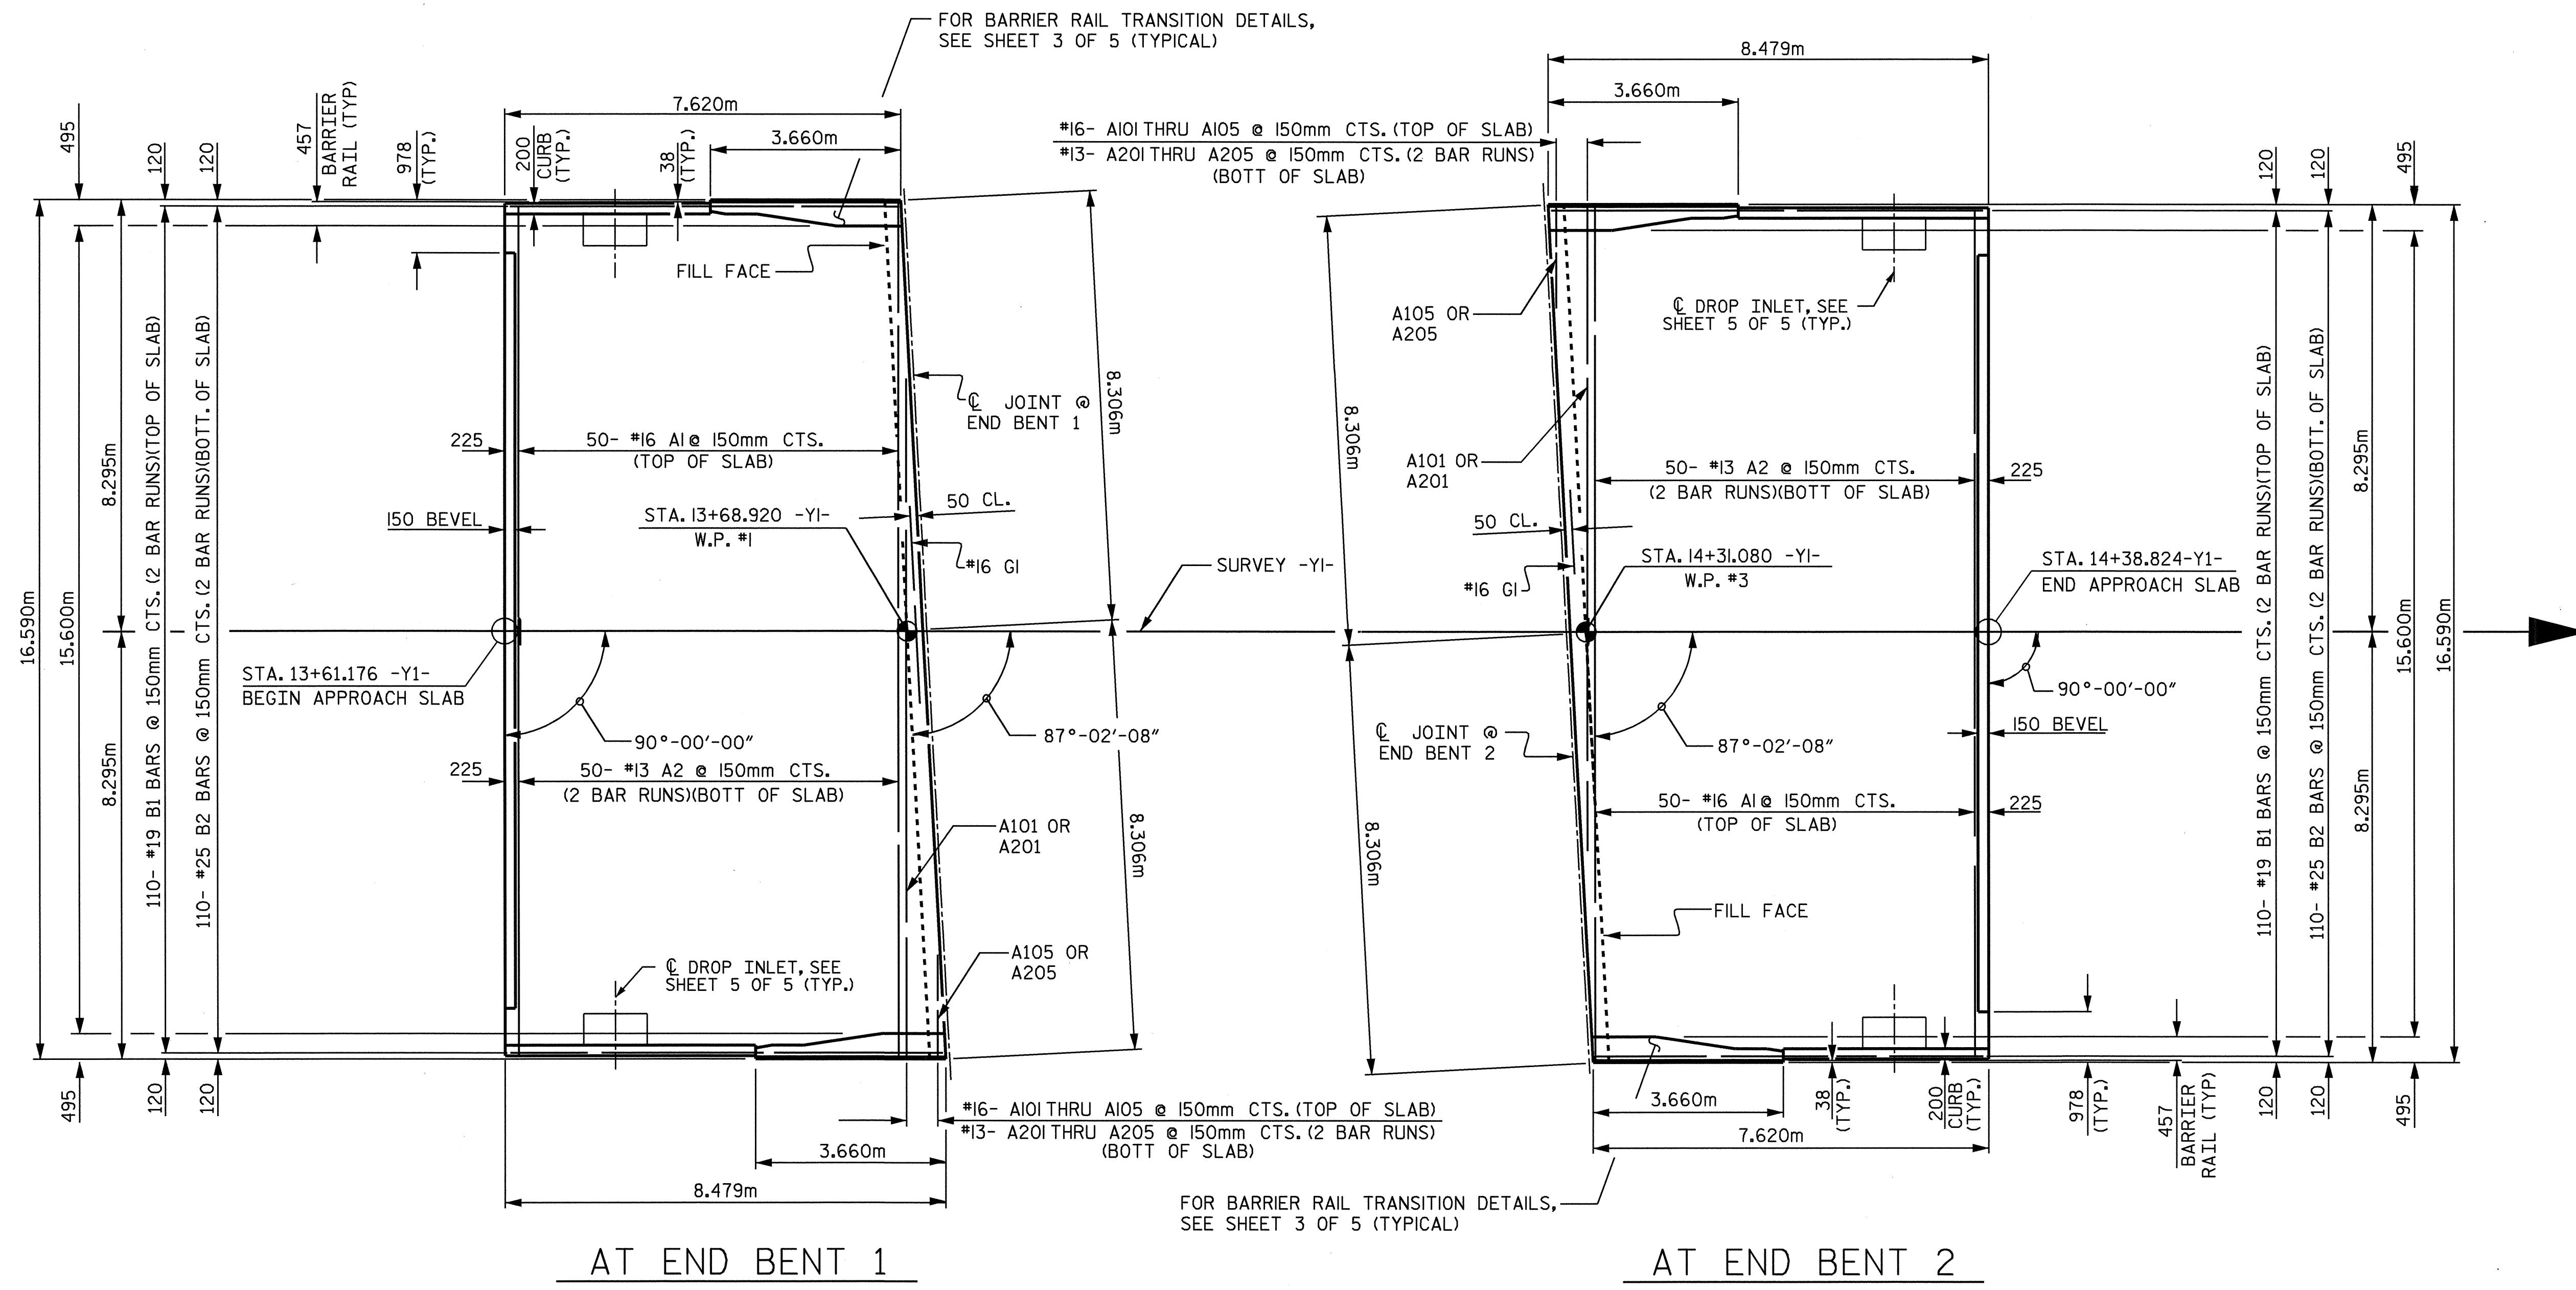 FOR BARRIER RAIL TRANSITION DETAILS,
SEE SHEET 3 OF 5 (TYPICAL)
495
120
120
457
BARRIER
RAIL (TYP)
978
(TYP.)
7.620m
200
CURB
(TYP.)
38
(TYP.)
3.660m
FILL FACE
16.590m
15.600m
8.295m
8.295m
110- #19 B1 BARS @ 150mm CTS. (2 BAR RUNS)(TOP OF SLAB)
110- #25 B2 BARS @ 150mm CTS. (2 BAR RUNS)(BOTT. OF SLAB)
225
50- #16 A1 @ 150mm CTS.
(TOP OF SLAB)
150 BEVEL
STA. 13+68.920 -Y1-
W.P. #1
℄ JOINT @
END BENT 1
8.306m
50 CL.
#16 G1
SURVEY -Y1-
STA. 13+61.176 -Y1-
BEGIN APPROACH SLAB
90°-00'-00"
87°-02'-08"
225
50- #13 A2 @ 150mm CTS.
(2 BAR RUNS)(BOTT OF SLAB)
A101 OR
A201
8.306m
A105 OR
A205
℄ DROP INLET, SEE
SHEET 5 OF 5 (TYP.)
495
120
120
#16- A101 THRU A105 @ 150mm CTS. (TOP OF SLAB)
#13- A201 THRU A205 @ 150mm CTS. (2 BAR RUNS)
(BOTT OF SLAB)
3.660m
8.479m
AT END BENT 1
8.479m
3.660m
#16- A101 THRU A105 @ 150mm CTS. (TOP OF SLAB)
#13- A201 THRU A205 @ 150mm CTS. (2 BAR RUNS)
(BOTT OF SLAB)
120
120
495
A105 OR
A205
℄ DROP INLET, SEE
SHEET 5 OF 5 (TYP.)
8.306m
A101 OR
A201
50- #13 A2 @ 150mm CTS.
(2 BAR RUNS)(BOTT OF SLAB)
225
50 CL.
#16 G1
STA. 14+31.080 -Y1-
W.P. #3
STA. 14+38.824-Y1-
END APPROACH SLAB
90°-00'-00"
150 BEVEL
℄ JOINT @
END BENT 2
87°-02'-08"
50- #16 A1 @ 150mm CTS.
(TOP OF SLAB)
225
8.306m
FILL FACE
110- #19 B1 BARS @ 150mm CTS. (2 BAR RUNS)(TOP OF SLAB)
110- #25 B2 BARS @ 150mm CTS. (2 BAR RUNS)(BOTT. OF SLAB)
8.295m
8.295m
15.600m
16.590m
3.660m
7.620m
38
(TYP.)
200
CURB
(TYP.)
978
(TYP.)
457
BARRIER
RAIL (TYP)
120
120
495
FOR BARRIER RAIL TRANSITION DETAILS,
SEE SHEET 3 OF 5 (TYPICAL)
AT END BENT 2